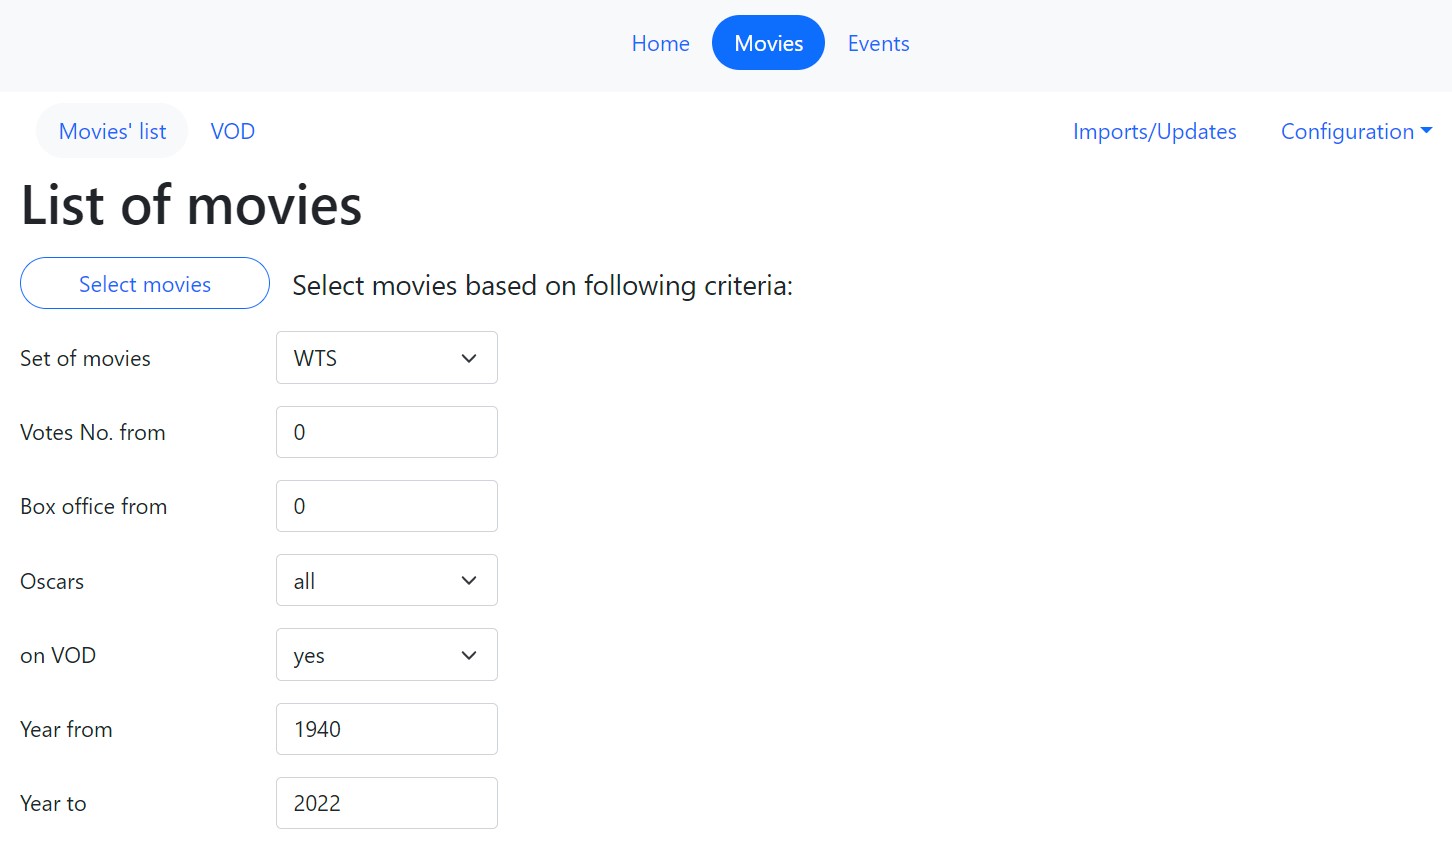 Home Movies Events
Movies' list VOD Imports/Updates Configuration
List of movies
Select movies Select movies based on following criteria:
Set of movies WTS
Votes No. from 0
Box office from 0
Oscars all
on VOD yes
Year from 1940
Year to 2022